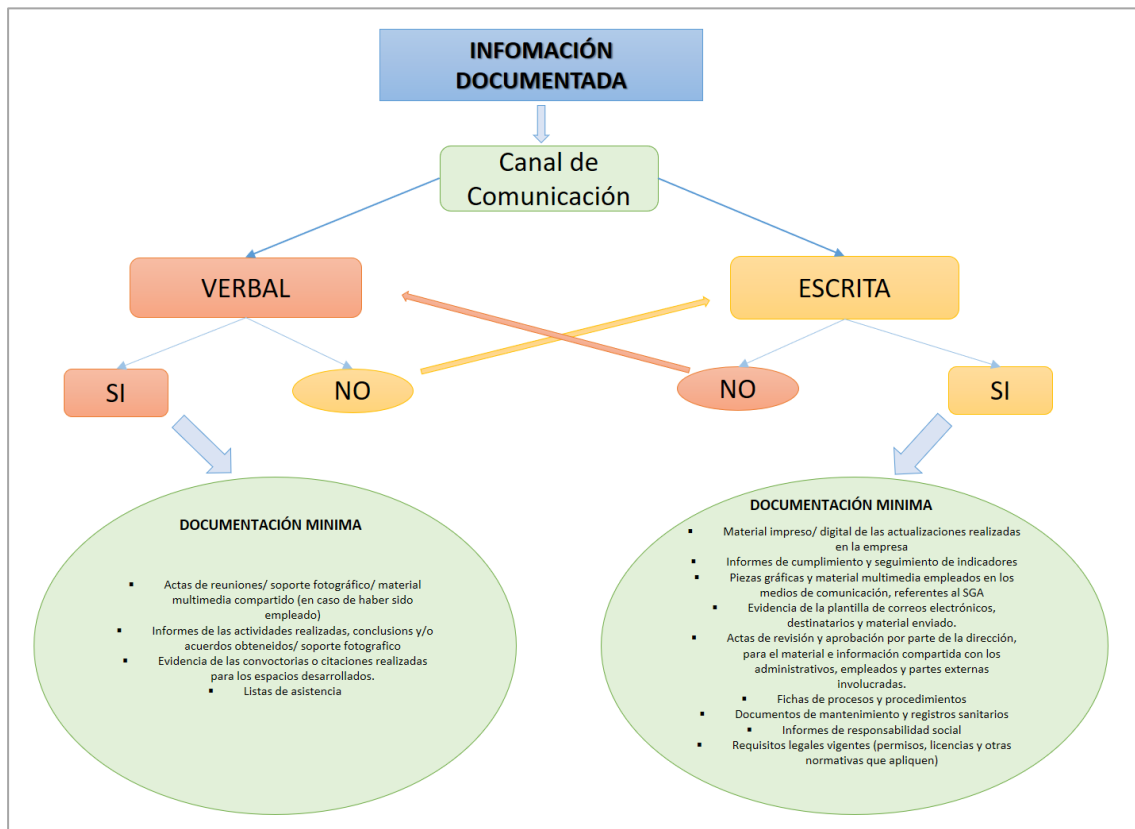 INFOMACIÓN
DOCUMENTADA
Canal de
Comunicación
VERBAL
ESCRITA
SI
NO
NO
SI
DOCUMENTACIÓN MINIMA
▪ Actas de reuniones/ soporte fotográfico/ material
multimedia compartido (en caso de haber sido
empleado)
▪ Informes de las actividades realizadas, conclusions y/o
acuerdos obteneidos/ soporte fotografico
▪ Evidencia de las convoctorias o citaciones realizadas
para los espacios desarrollados.
▪ Listas de asistencia
DOCUMENTACIÓN MINIMA
▪ Material impreso/ digital de las actualizaciones realizadas
en la empresa
▪ Informes de cumplimiento y seguimiento de indicadores
▪ Piezas gráficas y material multimedia empleados en los
medios de comunicación, referentes al SGA
▪ Evidencia de la plantilla de correos electrónicos,
destinatarios y material enviado.
▪ Actas de revisión y aprobación por parte de la dirección,
para el material e información compartida con los
administrativos, empleados y partes externas
involucradas.
▪ Fichas de procesos y procedimientos
▪ Documentos de mantenimiento y registros sanitarios
▪ Informes de responsabilidad social
▪ Requisitos legales vigentes (permisos, licencias y otras
normativas que apliquen)